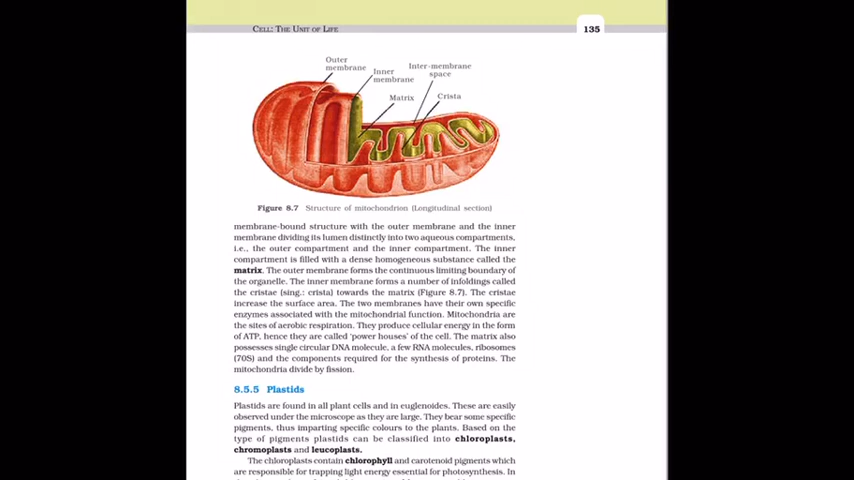 CELL: THE UNIT OF LIFE
135
Outer
membrane
Inner
membrane
Inter-membrane
space
Matrix
Crista
Figure 8.7 Structure of mitochondrion (Longitudinal section)
membrane-bound structure with the outer membrane and the inner
membrane dividing its lumen distinctly into two aqueous compartments,
i.e., the outer compartment and the inner compartment. The inner
compartment is filled with a dense homogeneous substance called the
matrix. The outer membrane forms the continuous limiting boundary of
the organelle. The inner membrane forms a number of infoldings called
the cristae (sing.: crista) towards the matrix (Figure 8.7). The cristae
increase the surface area. The two membranes have their own specific
enzymes associated with the mitochondrial function. Mitochondria are
the sites of aerobic respiration. They produce cellular energy in the form
of ATP, hence they are called 'power houses' of the cell. The matrix also
possesses single circular DNA molecule, a few RNA molecules, ribosomes
(70S) and the components required for the synthesis of proteins. The
mitochondria divide by fission.
8.5.5 Plastids
Plastids are found in all plant cells and in euglenoides. These are easily
observed under the microscope as they are large. They bear some specific
pigments, thus imparting specific colours to the plants. Based on the
type of pigments plastids can be classified into chloroplasts,
chromoplasts and leucoplasts.
The chloroplasts contain chlorophyll and carotenoid pigments which
are responsible for trapping light energy essential for photosynthesis. In